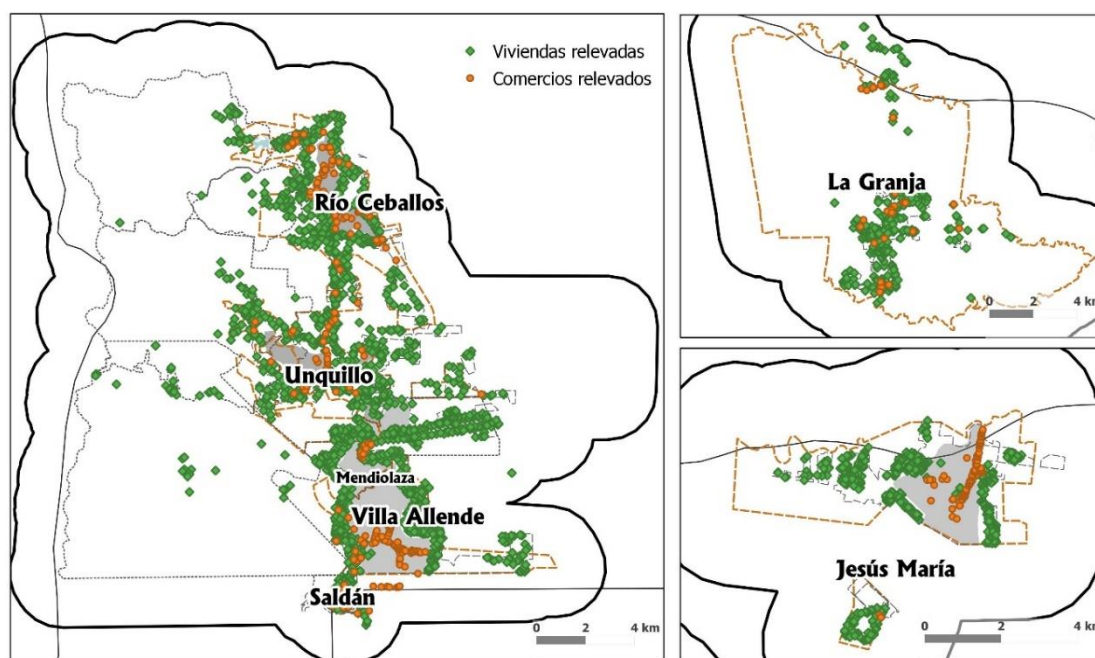 Viviendas relevadas
Comercios relevados
Río Ceballos
Unquillo
Mendiolaza
Villa Allende
Saldán
0 2 4 km
La Granja
0 2 4 km
Jesús María
0 2 4 km